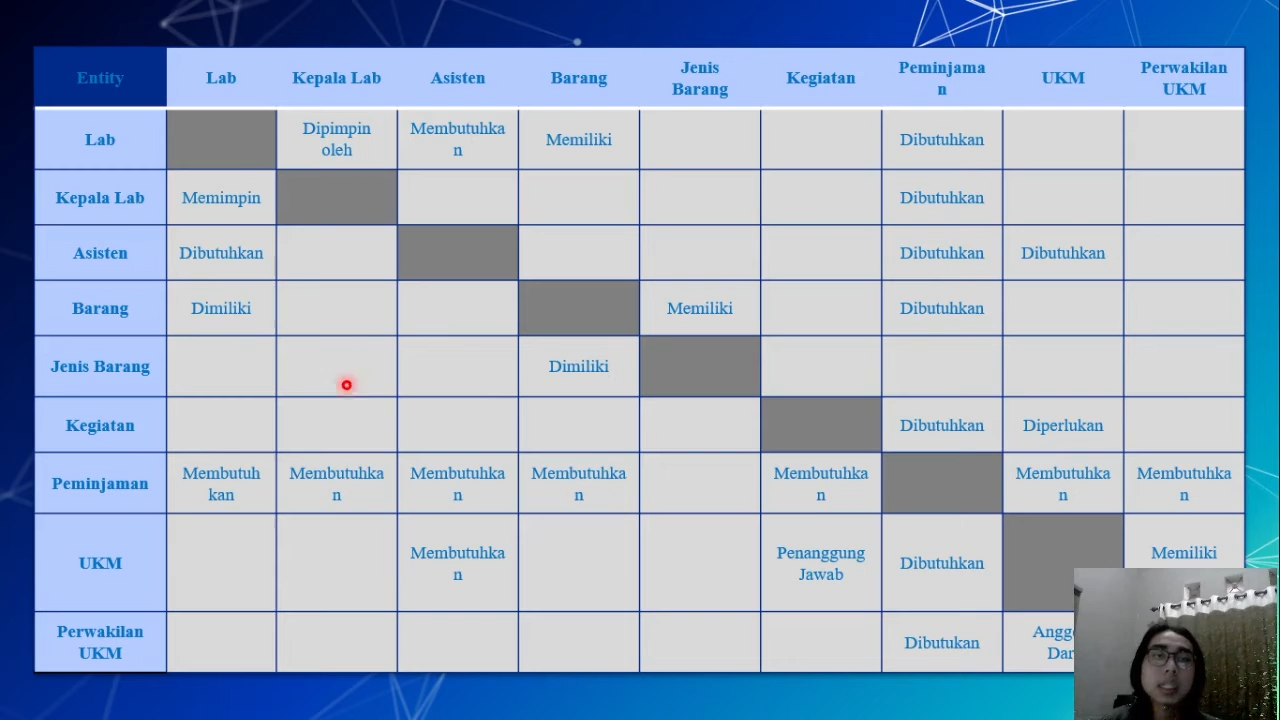 Entity Lab Kepala Lab Asisten Barang Jenis Barang Kegiatan Peminjama n UKM Perwakilan UKM
Lab Dipimpin oleh Membutuhka n Memiliki Dibutuhkan
Kepala Lab Memimpin Dibutuhkan
Asisten Dibutuhkan Dibutuhkan Dibutuhkan
Barang Dimiliki Memiliki Dibutuhkan
Jenis Barang Dimiliki
Kegiatan Dibutuhkan Diperlukan
Peminjaman Membutuh kan Membutuhka n Membutuhka n Membutuhka n Membutuhka n Membutuhka n Membutuhka n
UKM Membutuhka n Penanggung Jawab Dibutuhkan Memiliki
Perwakilan UKM Dibutukan